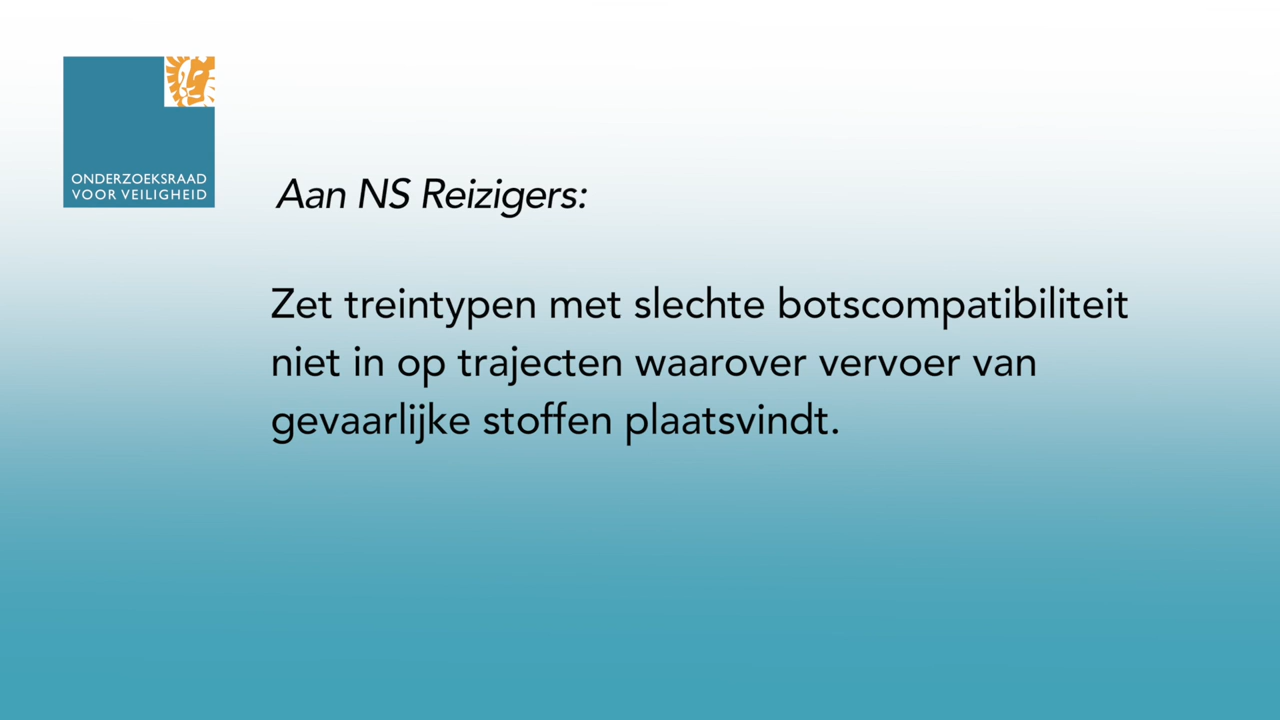 ONDERZOEKSRAAD
VOOR VEILIGHEID
Aan NS Reizigers:
Zet treintypen met slechte botscompatibiliteit
niet in op trajecten waarover vervoer van
gevaarlijke stoffen plaatsvindt.